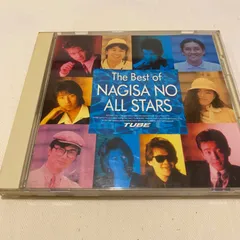 The Best of
NAGISA NO
ALL STARS
TUBE